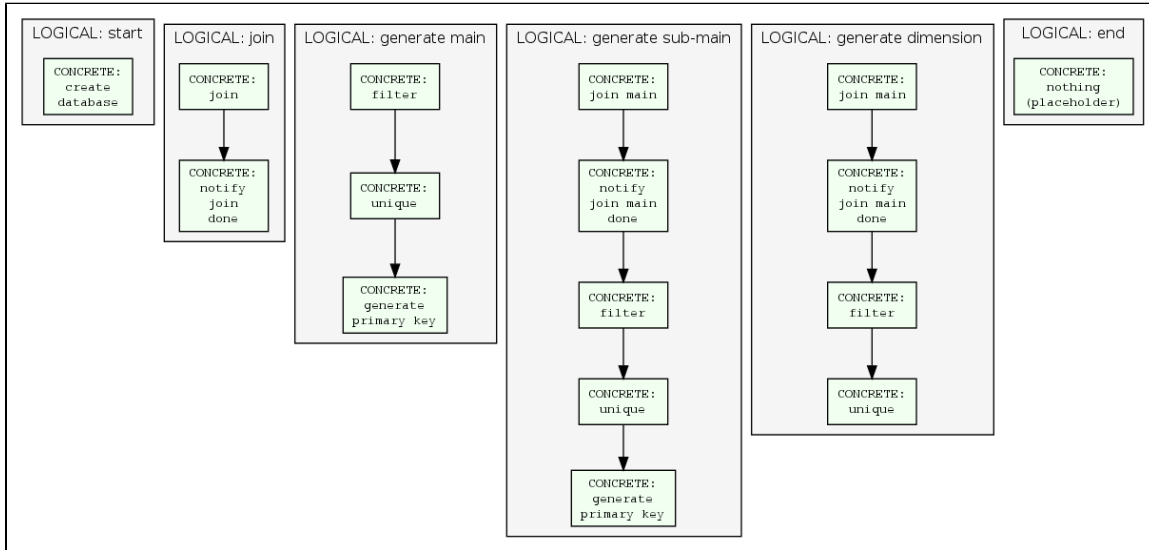 LOGICAL: start
CONCRETE:
create
database
LOGICAL: join
CONCRETE:
join
CONCRETE:
notify
join
done
LOGICAL: generate main
CONCRETE:
filter
CONCRETE:
unique
CONCRETE:
generate
primary key
LOGICAL: generate sub-main
CONCRETE:
join main
CONCRETE:
notify
join main
done
CONCRETE:
filter
CONCRETE:
unique
CONCRETE:
generate
primary key
LOGICAL: generate dimension
CONCRETE:
join main
CONCRETE:
notify
join main
done
CONCRETE:
filter
CONCRETE:
unique
LOGICAL: end
CONCRETE:
nothing
(placeholder)